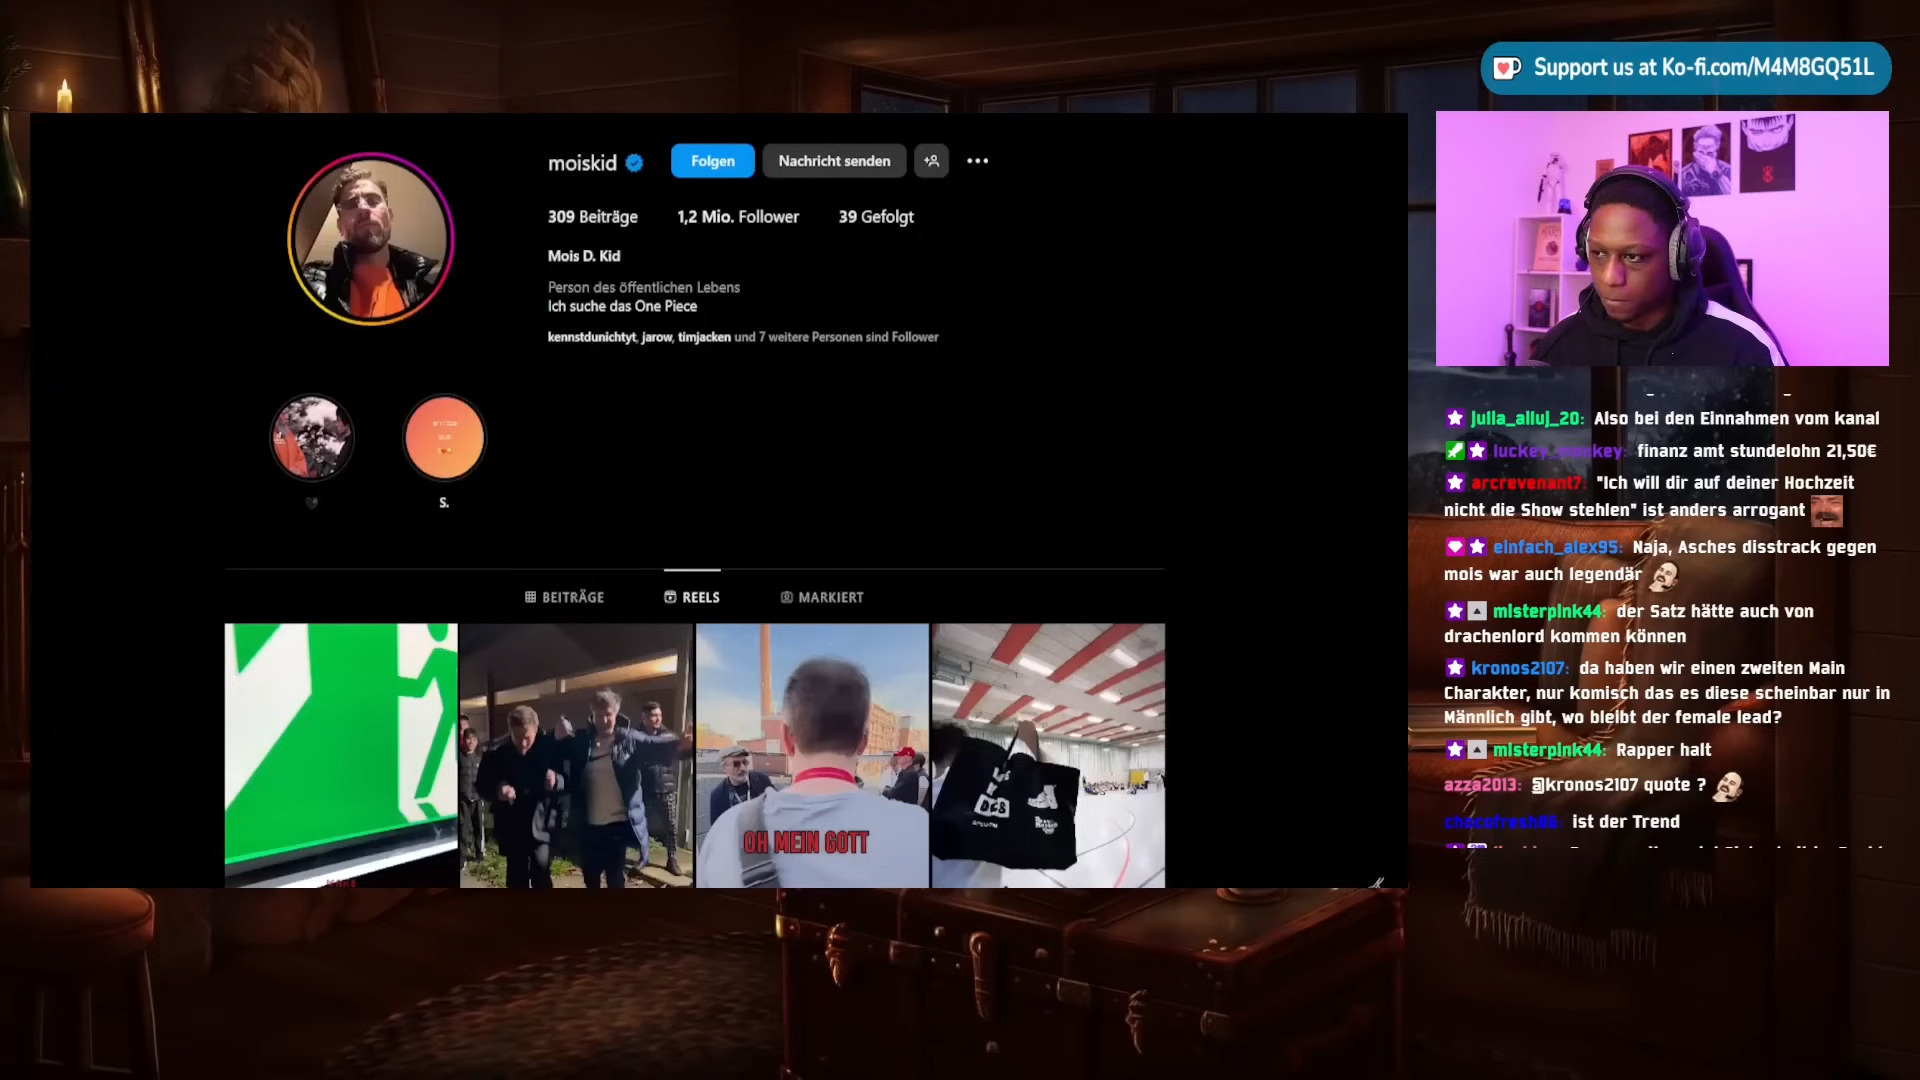 Support us at Ko-fi.com/M4M8GQ51L
moiskid
Folgen
Nachricht senden
309 Beiträge
1,2 Mio. Follower
39 Gefolgt
Mois D. Kid
Person des öffentlichen Lebens
Ich suche das One Piece
kennstdunichtyt, jarow, timjacken und 7 weitere Personen sind Follower
S.
BEITRÄGE
REELS
MARKIERT
OH MEIN GOTT
julia_alluj_20: Also bei den Einnahmen vom kanal
luckey_monkey: finanz amt stundelohn 21,50€
arcrevenant7: "Ich will dir auf deiner Hochzeit
nicht die Show stehlen" ist anders arrogant
einfach_alex95: Naja, Asches disstrack gegen
mois war auch legendär
misterpink44: der Satz hätte auch von
drachenlord kommen können
kronos2107: da haben wir einen zweiten Main
Charakter, nur komisch das es diese scheinbar nur in
Männlich gibt, wo bleibt der female lead?
misterpink44: Rapper halt
azza2013: @kronos2107 quote ?
chocofresh86: ist der Trend